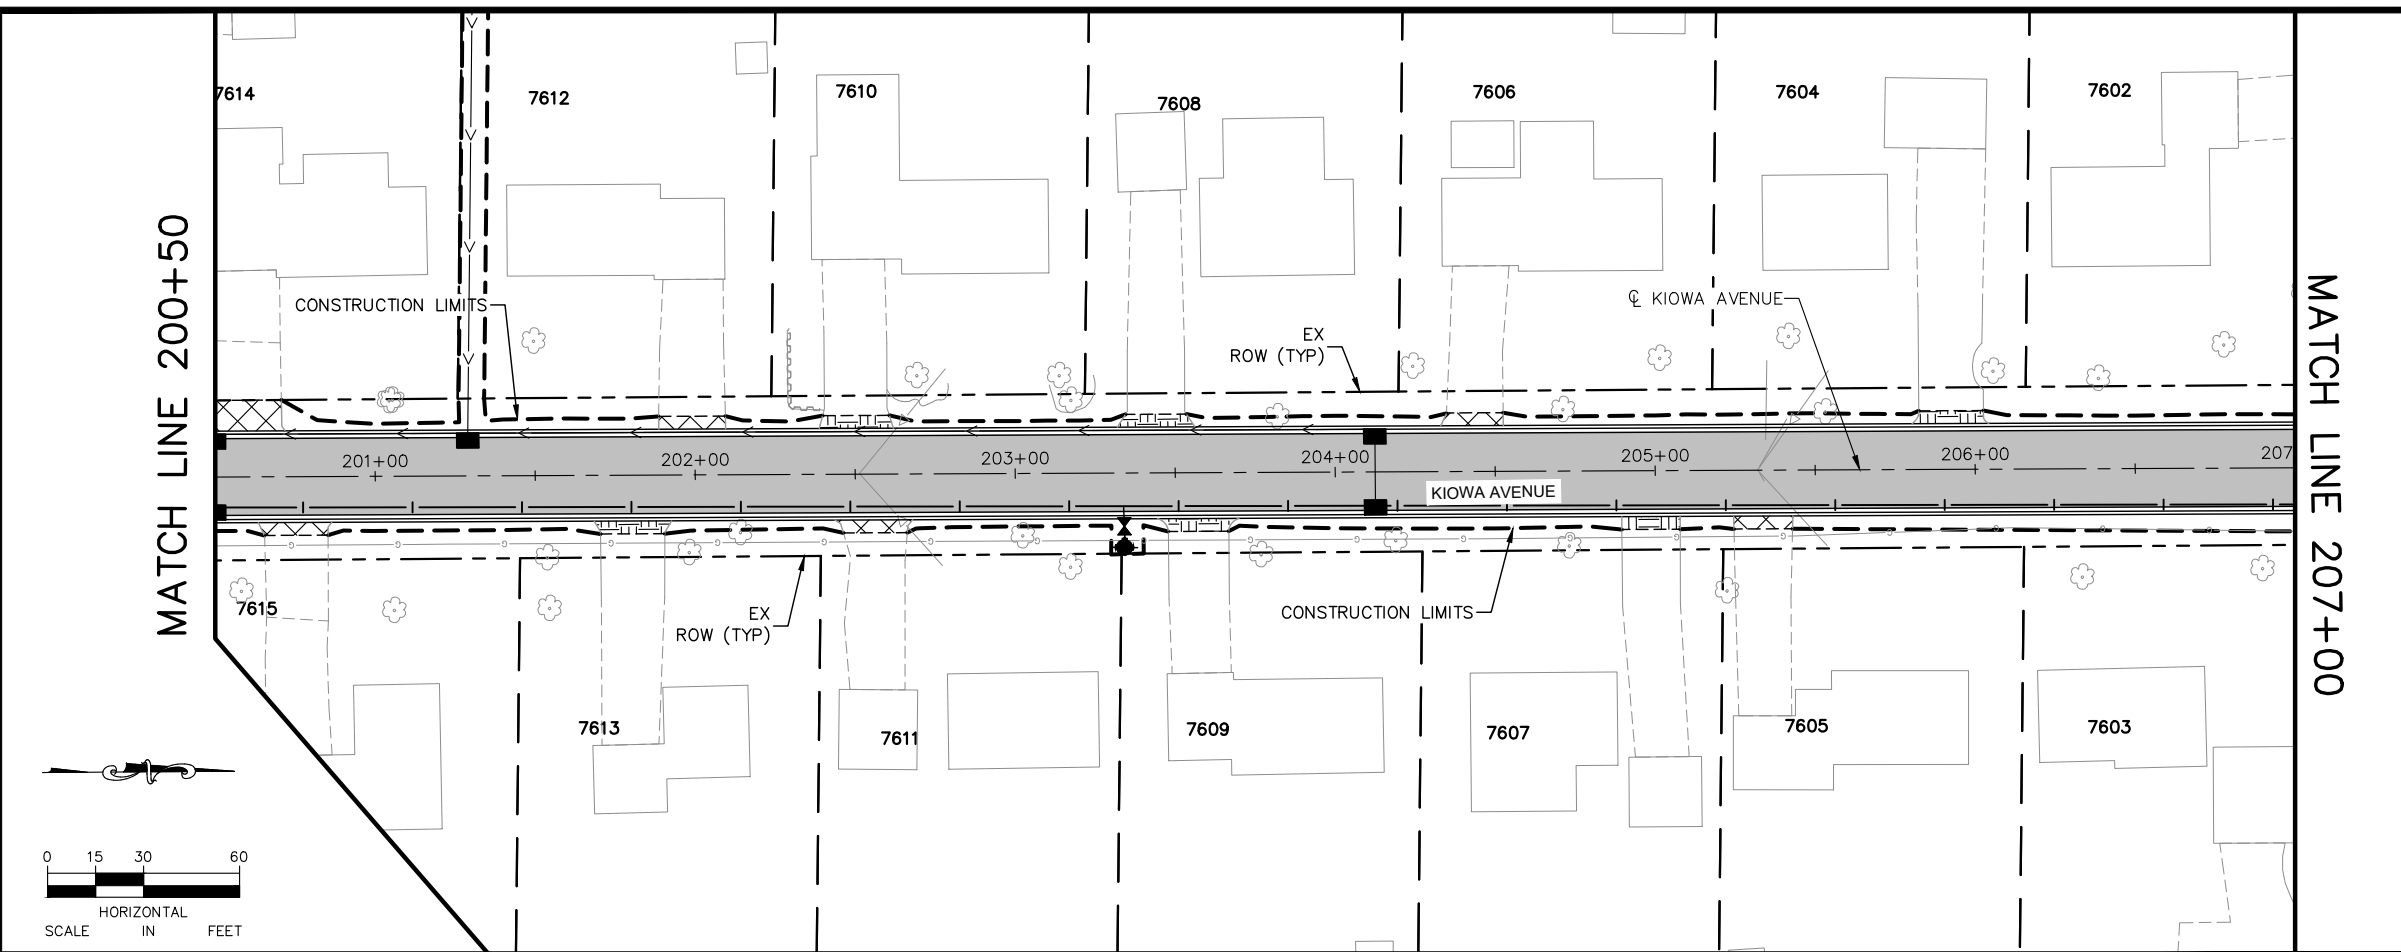 7614
7612
7610
7608
7606
7604
7602
MATCH LINE 200+50
MATCH LINE 207+00
CONSTRUCTION LIMITS
EX
ROW (TYP)
℄ KIOWA AVENUE
201+00
202+00
203+00
204+00
205+00
206+00
207
KIOWA AVENUE
G G G G G G G G G G G G G G G G G G G
7615
EX
ROW (TYP)
CONSTRUCTION LIMITS
7613
7611
7609
7607
7605
7603
0 15 30 60
HORIZONTAL
SCALE IN FEET